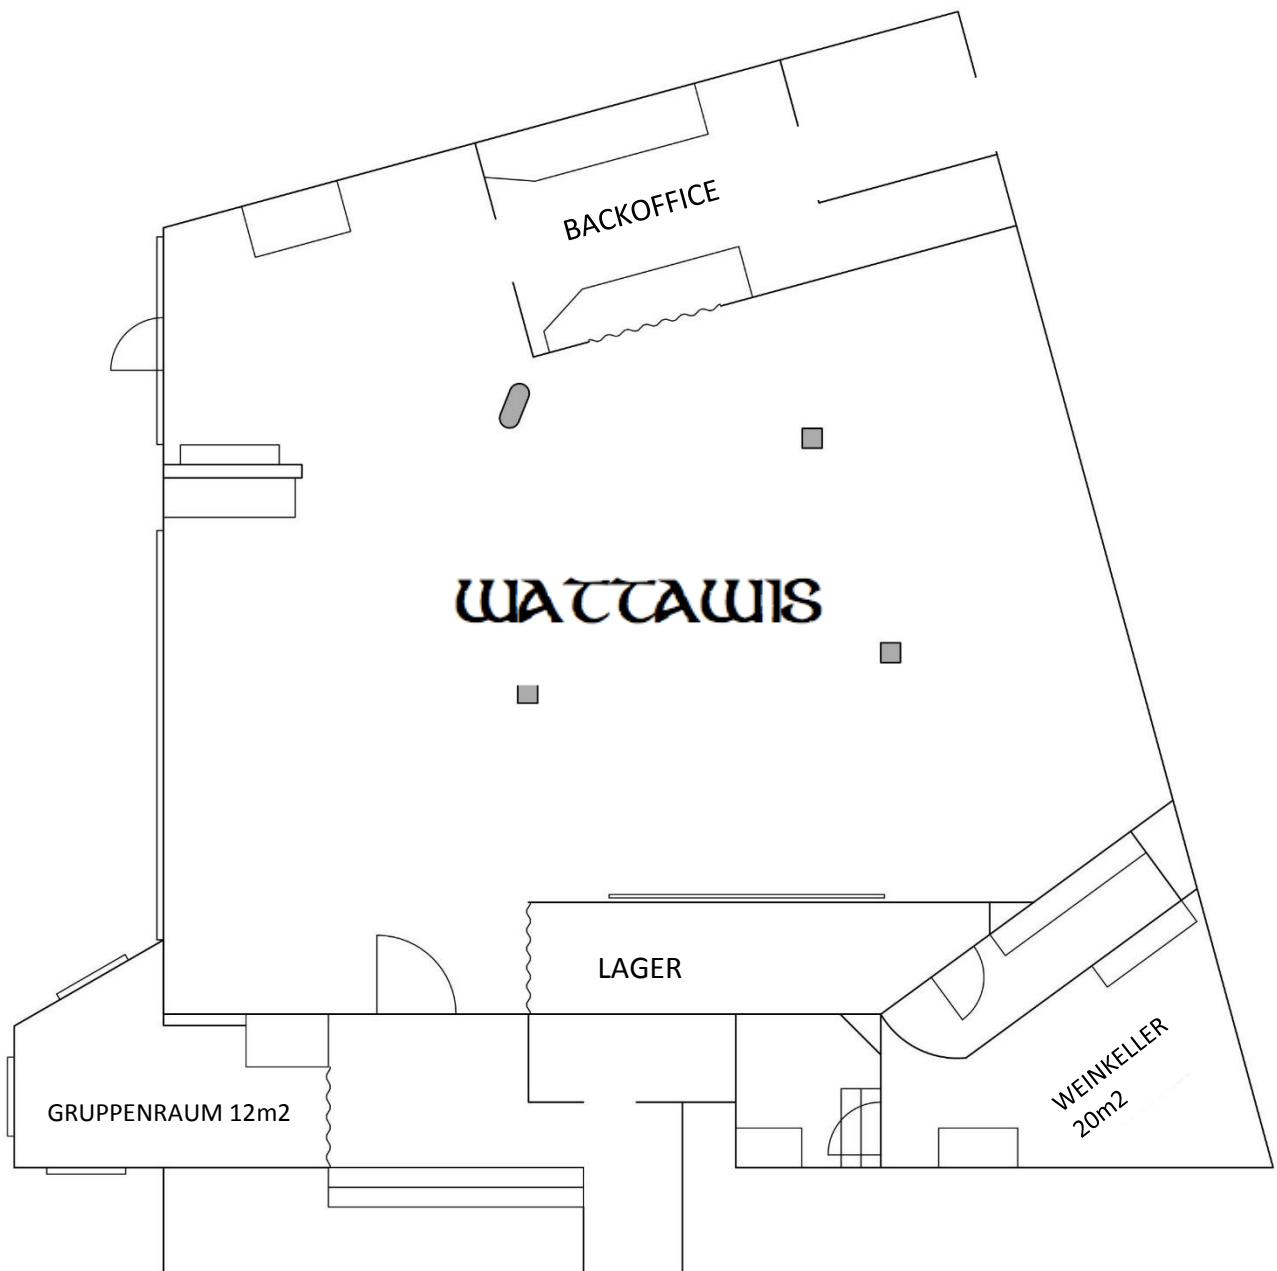 BACKOFFICE
WATTAWIS
LAGER
GRUPPENRAUM 12m2
WEINKELLER
20m2